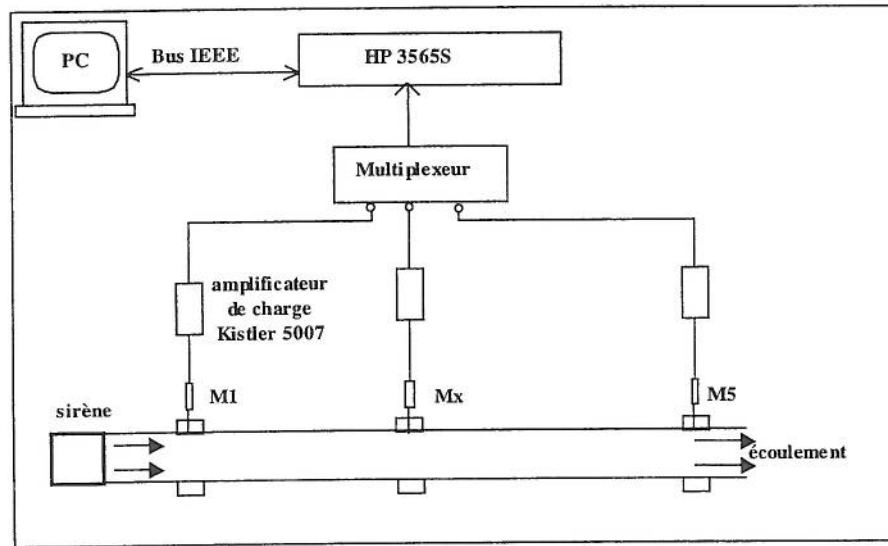 PC
Bus IEEE
HP 3565S
Multiplexeur
amplificateur
de charge
Kistler 5007
M1
Mx
M5
sirène
écoulement